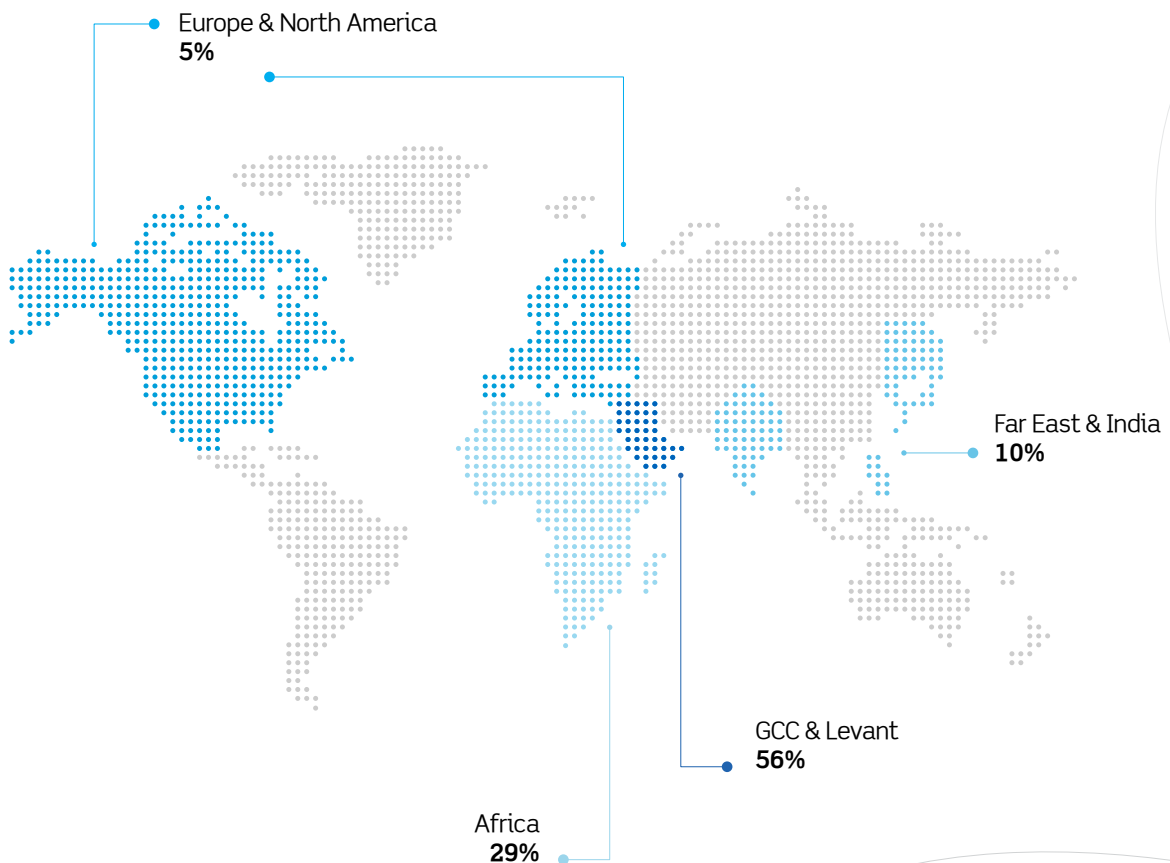 Europe & North America
5%
Far East & India
10%
GCC & Levant
56%
Africa
29%